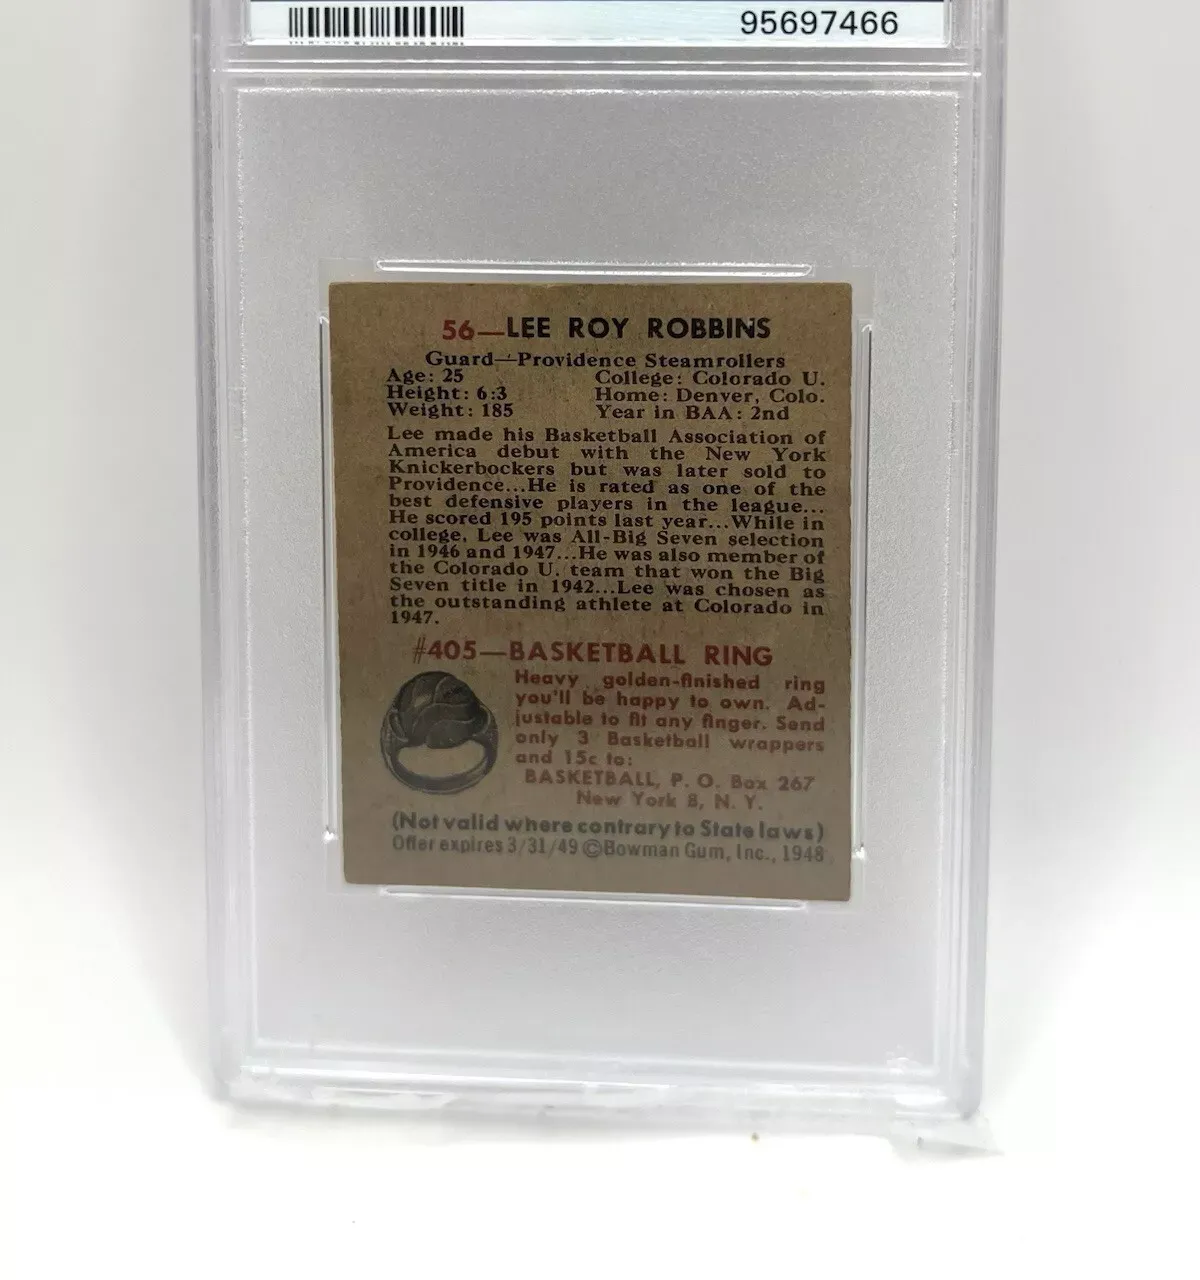 95697466
56—LEE ROY ROBBINS
Guard—Providence Steamrollers
Age: 25 College: Colorado U.
Height: 6:3 Home: Denver, Colo.
Weight: 185 Year in BAA: 2nd
Lee made his Basketball Association of
America debut with the New York
Knickerbockers but was later sold to
Providence...He is rated as one of the
best defensive players in the league...
He scored 195 points last year...While in
college, Lee was All-Big Seven selection
in 1946 and 1947...He was also member of
the Colorado U. team that won the Big
Seven title in 1942...Lee was chosen as
the outstanding athlete at Colorado in
1947.
#405—BASKETBALL RING
Heavy golden-finished ring
you'll be happy to own. Ad-
justable to fit any finger. Send
only 3 Basketball wrappers
and 15c to:
BASKETBALL, P. O. Box 267
New York 8, N. Y.
(Not valid where contrary to State laws)
Offer expires 3/31/49 ©Bowman Gum, Inc., 1948